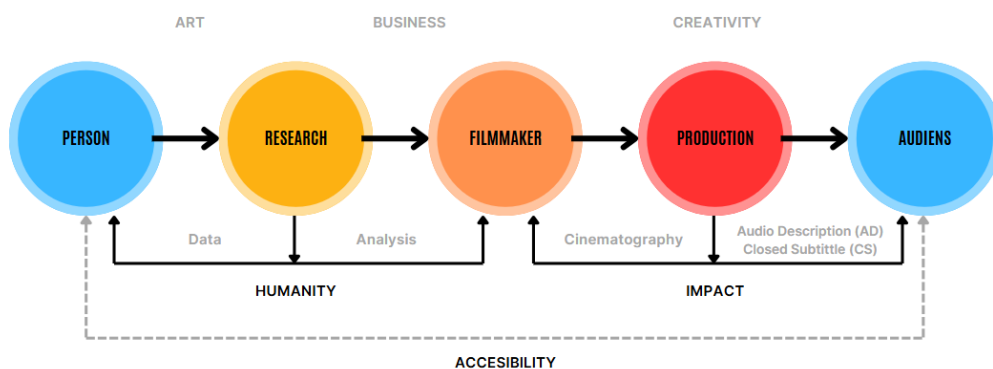 ART BUSINESS CREATIVITY
PERSON RESEARCH FILMMAKER PRODUCTION AUDIENS
Data Analysis Cinematography Audio Description (AD)
Closed Subtittle (CS)
HUMANITY IMPACT
ACCESIBILITY